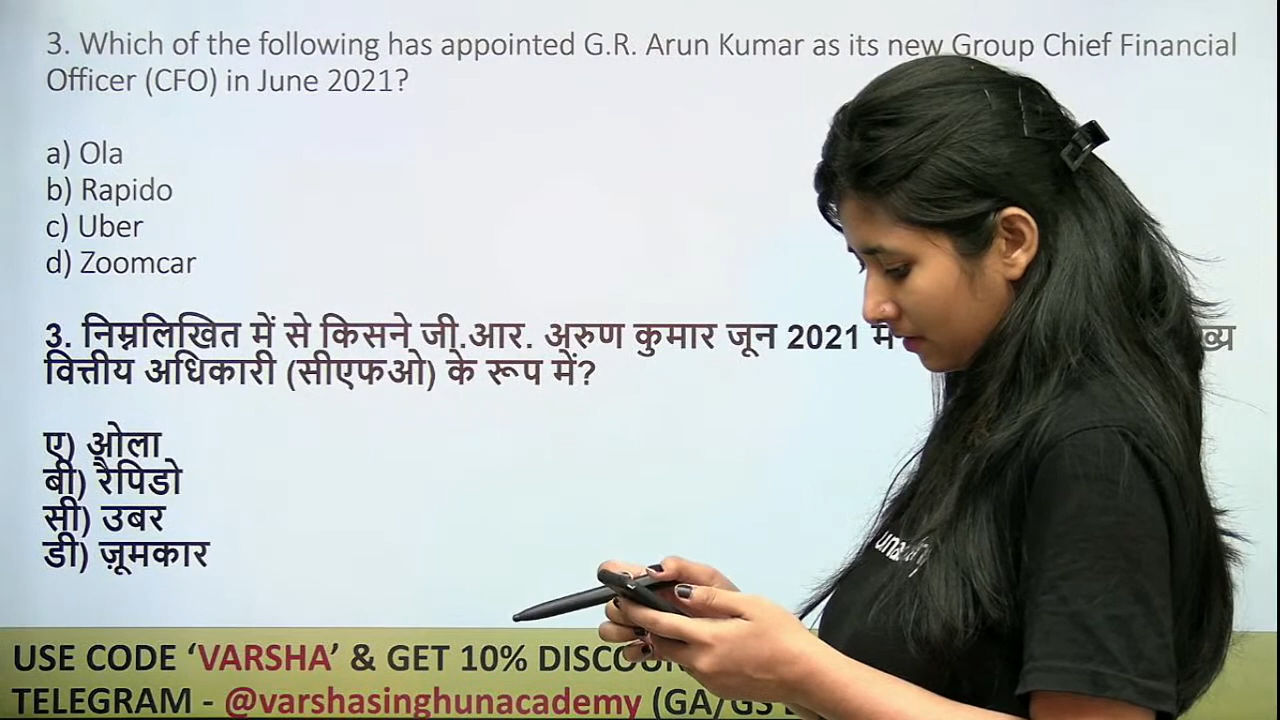 3. Which of the following has appointed G.R. Arun Kumar as its new Group Chief Financial
Officer (CFO) in June 2021?
a) Ola
b) Rapido
c) Uber
d) Zoomcar
3. निम्नलिखित में से किसने जी.आर. अरुण कुमार जून 2021 में
वित्तीय अधिकारी (सीएफओ) के रूप में?
ए) ओला
बी) रैपिडो
सी) उबर
डी) ज़ूमकार
USE CODE ‘VARSHA’ & GET 10%
TELEGRAM - @varshasinghunacademy (GA/GS